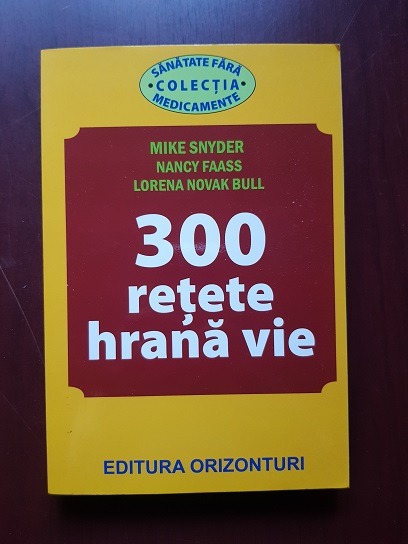 SĂNĂTATE FĂRĂ
• COLECȚIA •
MEDICAMENTE
MIKE SNYDER
NANCY FAASS
LORENA NOVAK BULL
300
rețete
hrană vie
EDITURA ORIZONTURI